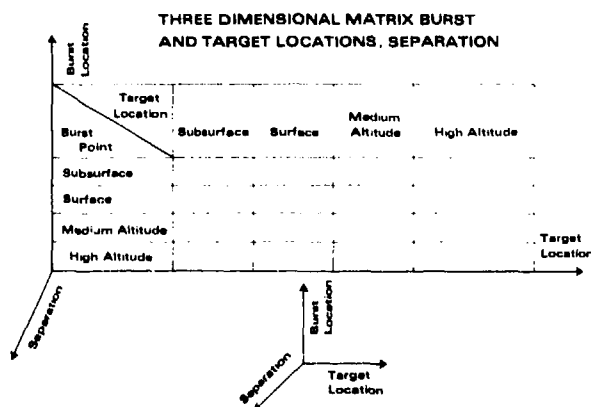 THREE DIMENSIONAL MATRIX BURST
AND TARGET LOCATIONS, SEPARATION
Burst
Location
Target
Location
Burst
Point
Subsurface
Surface
Medium
Altitude
High Altitude
Subsurface
Surface
Medium Altitude
High Altitude
Target
Location
Separation
Burst
Location
Separation
Target
Location